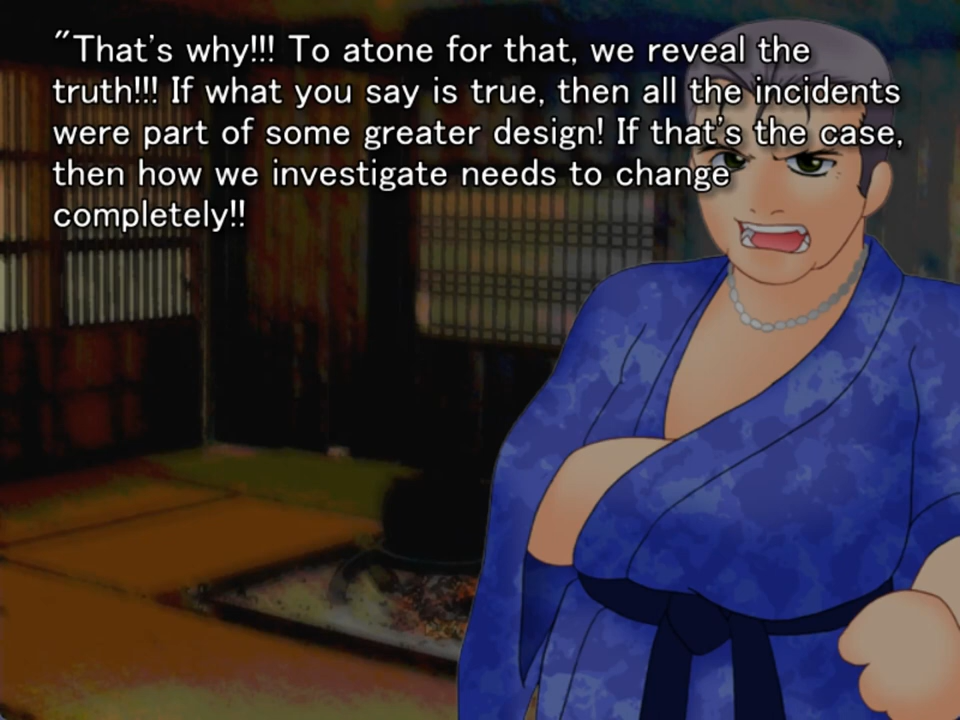 "That's why!!! To atone for that, we reveal the
truth!!! If what you say is true, then all the incidents
were part of some greater design! If that's the case,
then how we investigate needs to change
completely!!